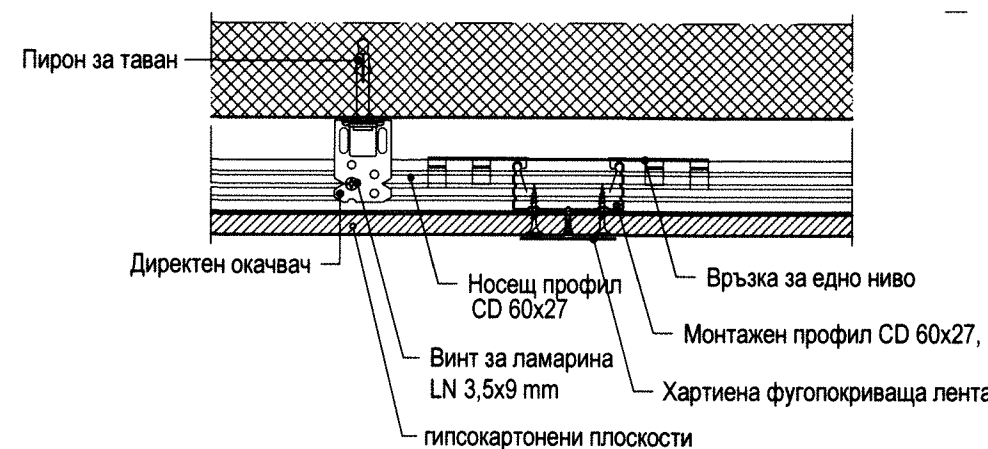 Пирон за таван
Директен окачвач
Носещ профил
CD 60x27
Връзка за едно ниво
Монтажен профил CD 60x27,
Винт за ламарина
LN 3,5x9 mm
Хартиена фугопокриваща лента
гипсокартонени плоскости